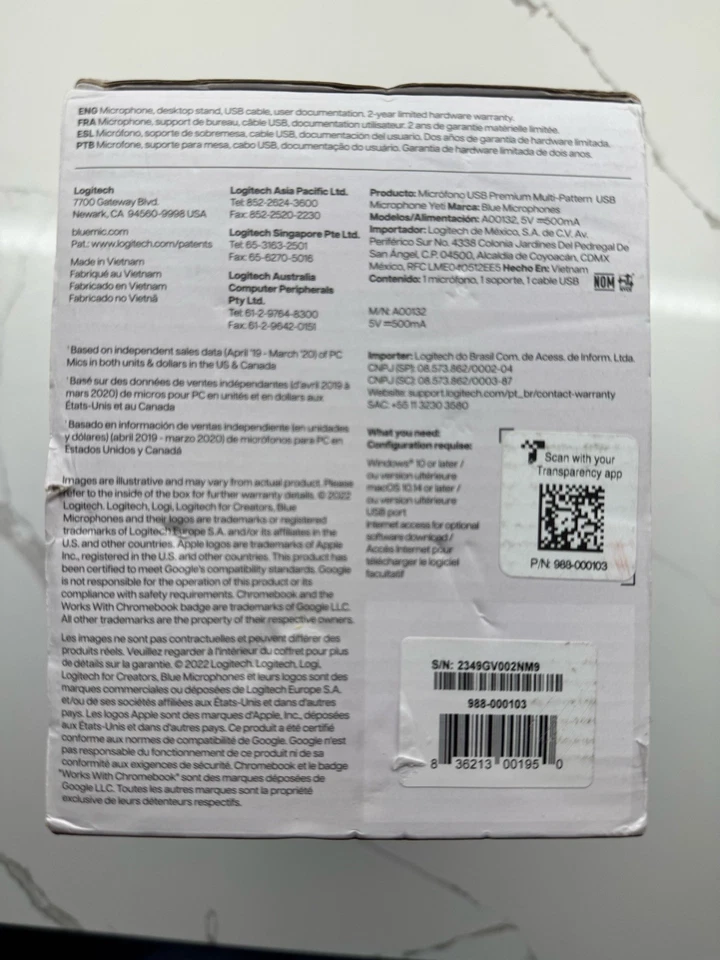 ENG Microphone, desktop stand, USB cable, user documentation. 2-year limited hardware warranty.
FRA Microphone, support de bureau, câble USB, documentation utilisateur. 2 ans de garantie matérielle limitée.
ESL Micrófono, soporte de sobremesa, cable USB, documentación del usuario. Dos años de garantía de hardware limitada.
PTB Microfone, suporte para mesa, cabo USB, documentação do usuário. Garantia de hardware limitada de dois anos.
Logitech
7700 Gateway Blvd.
Newark, CA 94560-9998 USA
bluemic.com
Pat.: www.logitech.com/patents
Made in Vietnam
Fabriqué au Vietnam
Fabricado en Vietnam
Fabricado no Vietnã
Logitech Asia Pacific Ltd.
Tel: 852-2624-3600
Fax: 852-2520-2230
Logitech Singapore Pte Ltd.
Tel: 65-3163-2501
Fax: 65-6270-5016
Logitech Australia
Computer Peripherals
Pty Ltd.
Tel: 61-2-9764-8300
Fax: 61-2-9642-0151
Producto: Micrófono USB Premium Multi-Pattern USB
Microphone Yeti Marca: Blue Microphones
Modelos/Alimentación: A00132, 5V ⎓500mA
Importador: Logitech de México, S.A. de C.V. Av.
Periférico Sur No. 4338 Colonia Jardines Del Pedregal De
San Ángel, C.P. 04500, Alcaldía de Coyoacán, CDMX
México, RFC LME040512EE5 Hecho En: Vietnam
Contenido: 1 micrófono, 1 soporte, 1 cable USB NOM
M/N: A00132
5V ⎓500mA
¹Based on independent sales data (April '19 - March '20) of PC
Mics in both units & dollars in the US & Canada
¹Basé sur des données de ventes indépendantes (d'avril 2019 à
mars 2020) de micros pour PC en unités et en dollars aux
États-Unis et au Canada
¹Basado en información de ventas independiente (en unidades
y dólares) (abril 2019 - marzo 2020) de micrófonos para PC en
Estados Unidos y Canadá
Importer: Logitech do Brasil Com. de Acess. de Inform. Ltda.
CNPJ (SP): 08.573.862/0002-04
CNPJ (SC): 08.573.862/0003-87
Website: support.logitech.com/pt_br/contact-warranty
SAC: +55 11 3230 3580
What you need:
Configuration requise:
Windows® 10 or later /
ou version ultérieure
macOS 10.14 or later /
ou version ultérieure
USB port
Internet access for optional
software download /
Accès Internet pour
télécharger le logiciel
facultatif
Scan with your
Transparency app
P/N: 988-000103
Images are illustrative and may vary from actual product. Please
refer to the inside of the box for further warranty details. © 2022
Logitech. Logitech, Logi, Logitech for Creators, Blue
Microphones and their logos are trademarks or registered
trademarks of Logitech Europe S.A. and/or its affiliates in the
U.S. and other countries. Apple logos are trademarks of Apple
Inc., registered in the U.S. and other countries. This product has
been certified to meet Google's compatibility standards. Google
is not responsible for the operation of this product or its
compliance with safety requirements. Chromebook and the
Works With Chromebook badge are trademarks of Google LLC.
All other trademarks are the property of their respective owners.
Les images ne sont pas contractuelles et peuvent différer des
produits réels. Veuillez regarder à l'intérieur du coffret pour plus
de détails sur la garantie. © 2022 Logitech. Logitech, Logi,
Logitech for Creators, Blue Microphones et leurs logos sont des
marques commerciales ou déposées de Logitech Europe S.A.
et/ou de ses sociétés affiliées aux États-Unis et dans d'autres
pays. Les logos Apple sont des marques d'Apple, Inc., déposées
aux États-Unis et dans d'autres pays. Ce produit a été certifié
conforme aux normes de compatibilité de Google. Google n'est
pas responsable du fonctionnement de ce produit ni de sa
conformité aux exigences de sécurité. Chromebook et le badge
"Works With Chromebook" sont des marques déposées de
Google LLC. Toutes les autres marques sont la propriété
exclusive de leurs détenteurs respectifs.
S/N: 2349GV002NM9
988-000103
8 36213 00195 0